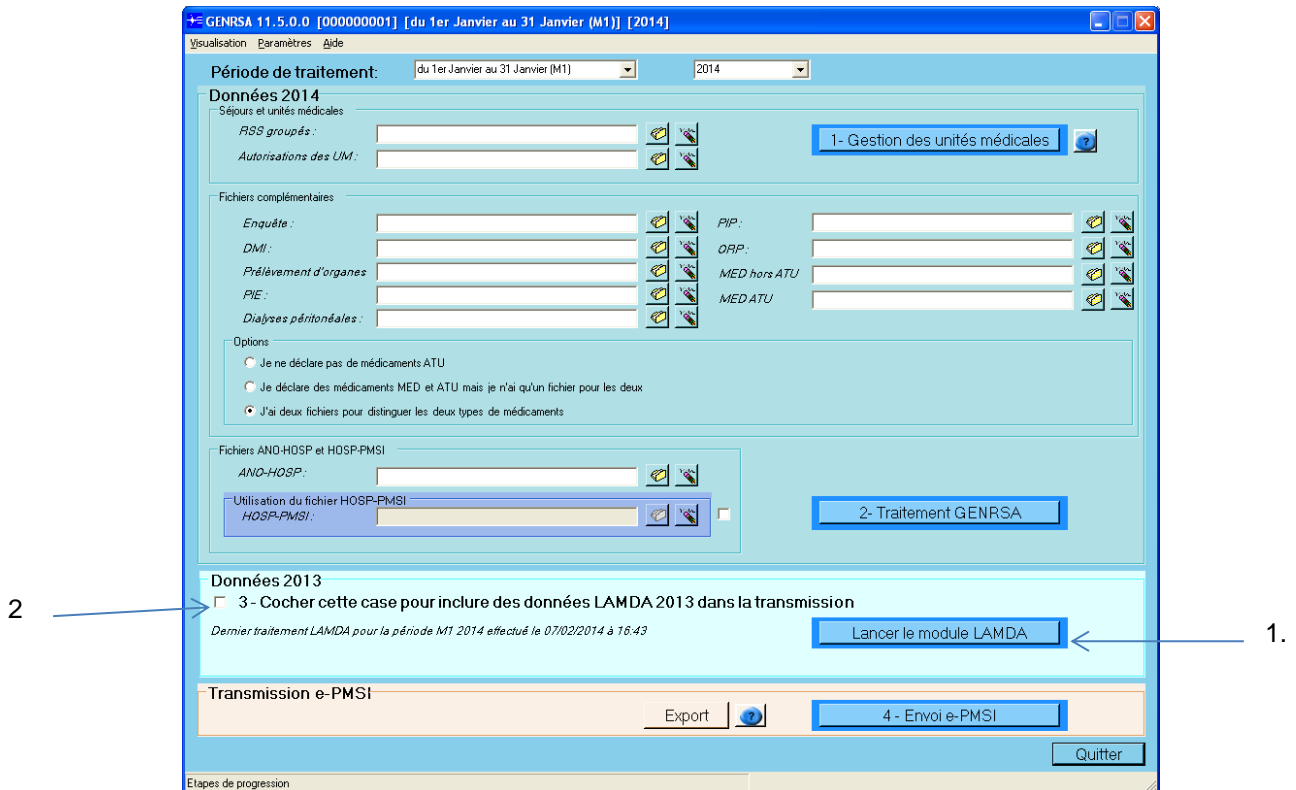 GENRSA 11.5.0.0 [000000001] [du 1er Janvier au 31 Janvier (M1)] [2014]
Visualisation Paramètres Aide
Période de traitement: du 1er Janvier au 31 Janvier (M1) 2014
Données 2014
Séjours et unités médicales
RSS groupés :
1- Gestion des unités médicales
Autorisations des UM :
Fichiers complémentaires
Enquête : PIP :
DMI : ORP :
Prélèvement d'organes MED hors ATU
PIE : MED ATU
Dialyses péritonéales :
Options
Je ne déclare pas de médicaments ATU
Je déclare des médicaments MED et ATU mais je n'ai qu'un fichier pour les deux
J'ai deux fichiers pour distinguer les deux types de médicaments
Fichiers ANO-HOSP et HOSP-PMSI
ANO-HOSP :
Utilisation du fichier HOSP-PMSI
HOSP-PMSI : 2- Traitement GENRSA
Données 2013
2 3 - Cocher cette case pour inclure des données LAMDA 2013 dans la transmission
Dernier traitement LAMDA pour la période M1 2014 effectué le 07/02/2014 à 16:43 Lancer le module LAMDA 1.
Transmission e-PMSI
Export ? 4 - Envoi e-PMSI
Quitter
Etapes de progression